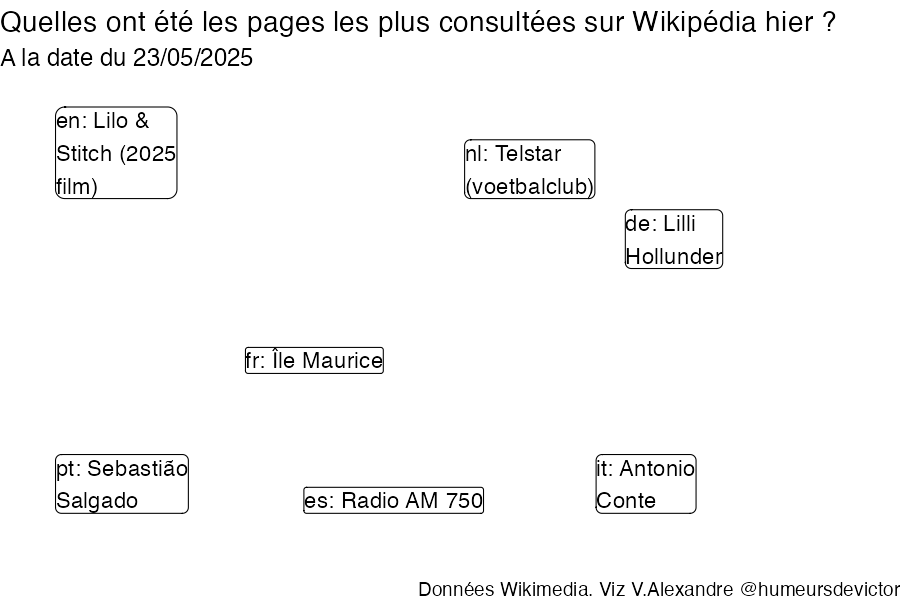 Quelles ont été les pages les plus consultées sur Wikipédia hier ?
A la date du 23/05/2025
en: Lilo &
Stitch (2025
film)
nl: Telstar
(voetbalclub)
de: Lilli
Hollunder
fr: Île Maurice
pt: Sebastião
Salgado
es: Radio AM 750
it: Antonio
Conte
Données Wikimedia. Viz V.Alexandre @humeursdevictor